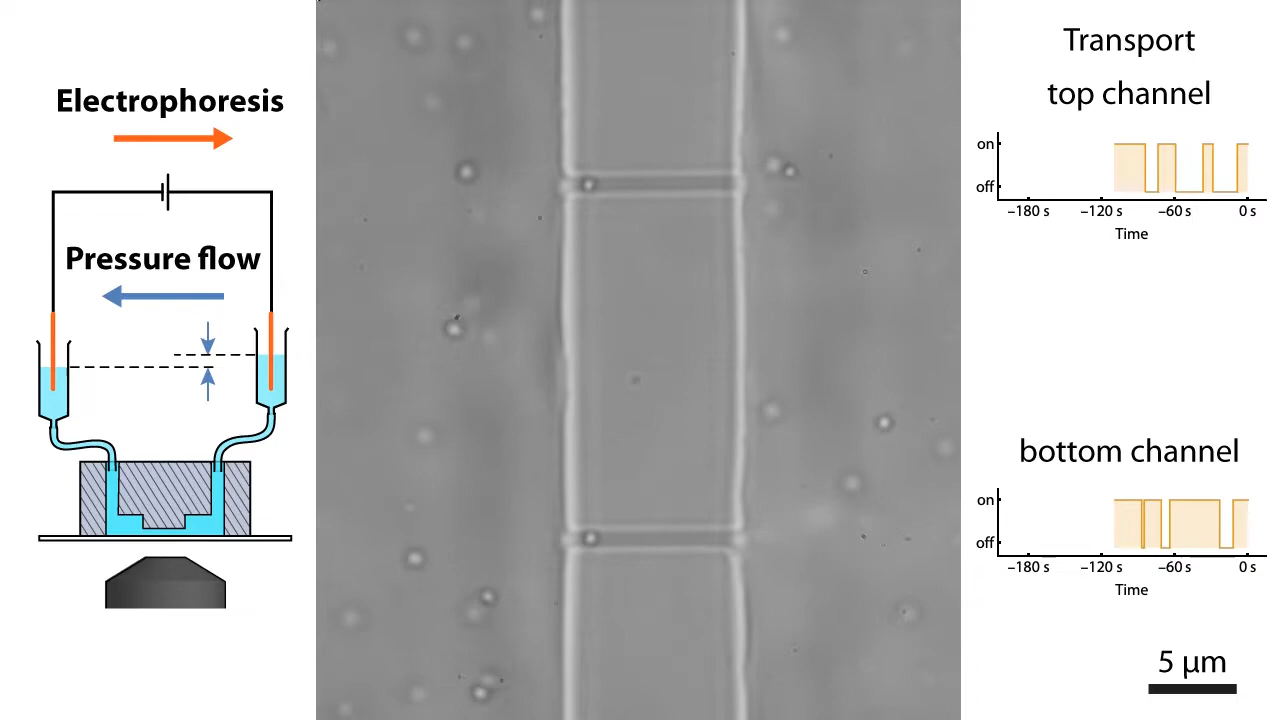 Electrophoresis
Pressure flow
Transport
top channel
on
off
–180 s –120 s –60 s 0 s
Time
bottom channel
on
off
–180 s –120 s –60 s 0 s
Time
5 µm